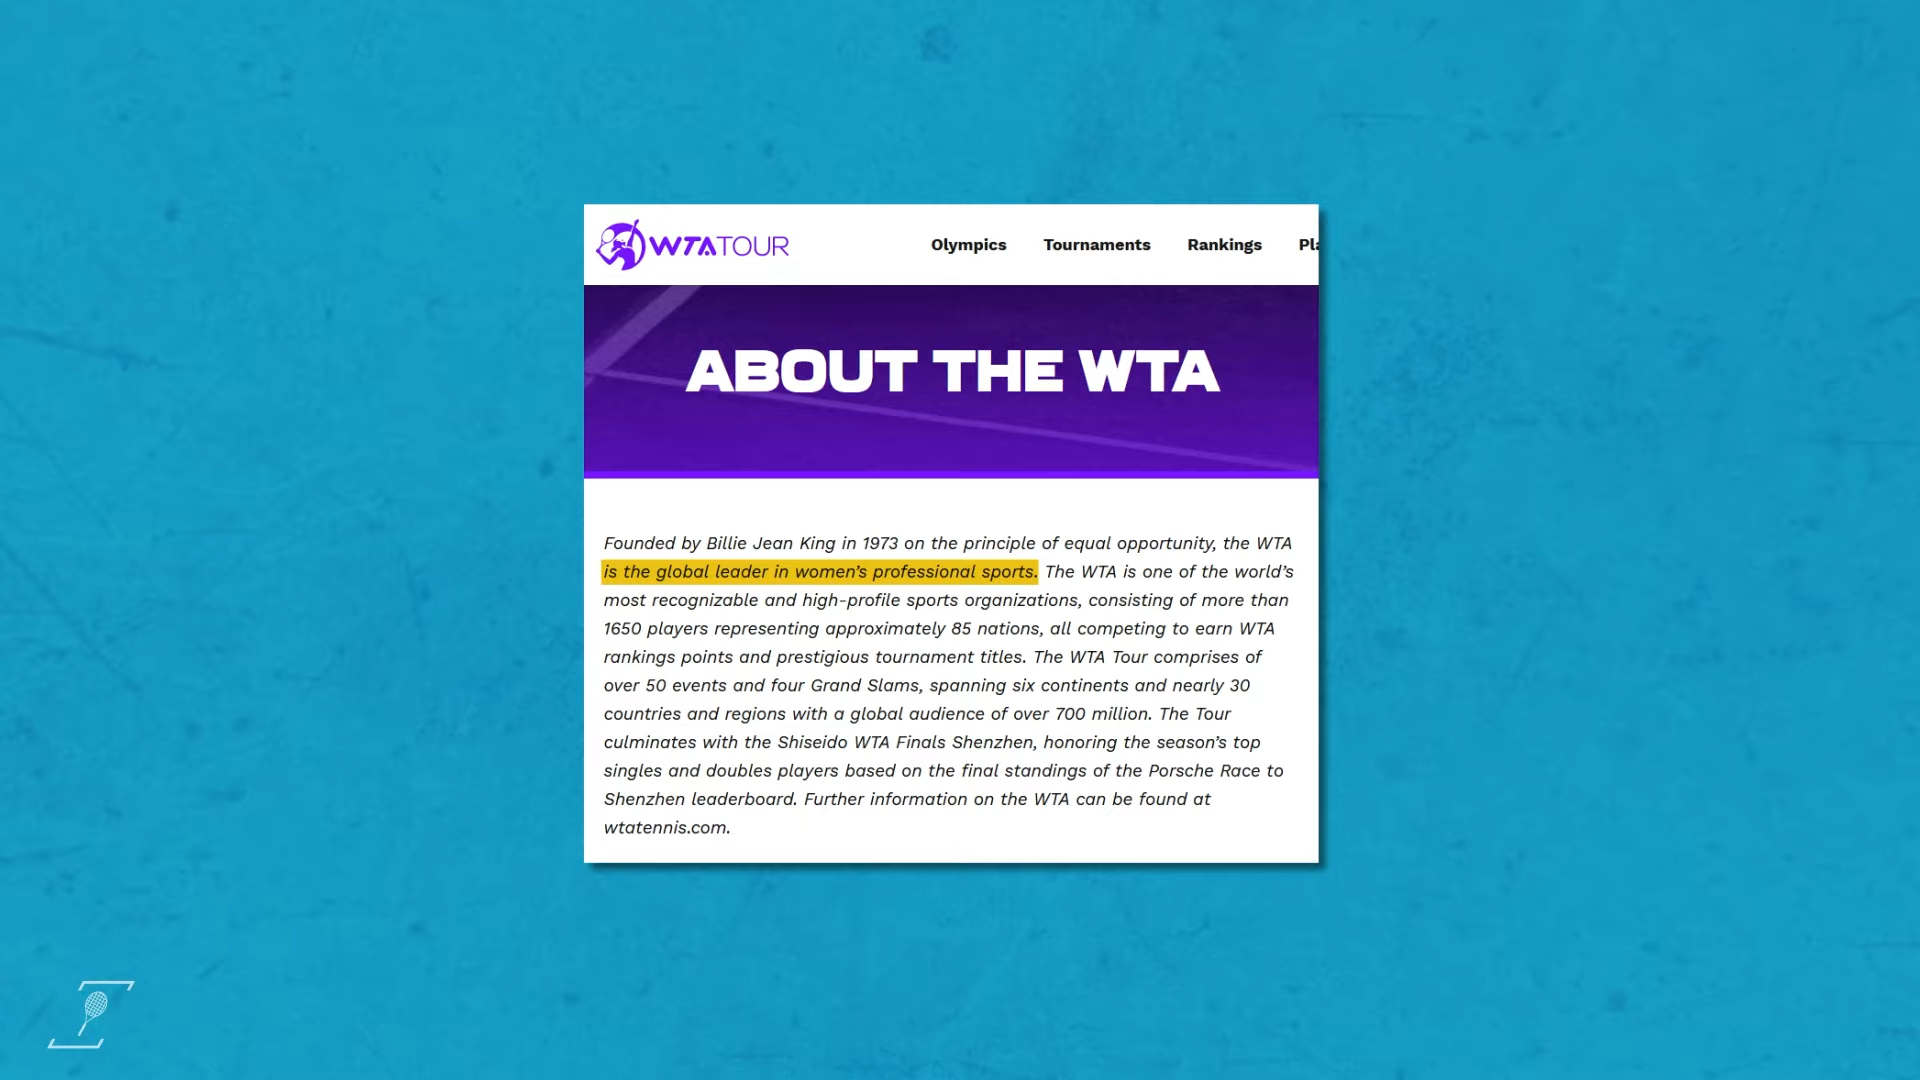 WTATOUR
Olympics Tournaments Rankings Pla
ABOUT THE WTA
Founded by Billie Jean King in 1973 on the principle of equal opportunity, the WTA
is the global leader in women's professional sports. The WTA is one of the world's
most recognizable and high-profile sports organizations, consisting of more than
1650 players representing approximately 85 nations, all competing to earn WTA
rankings points and prestigious tournament titles. The WTA Tour comprises of
over 50 events and four Grand Slams, spanning six continents and nearly 30
countries and regions with a global audience of over 700 million. The Tour
culminates with the Shiseido WTA Finals Shenzhen, honoring the season's top
singles and doubles players based on the final standings of the Porsche Race to
Shenzhen leaderboard. Further information on the WTA can be found at
wtatennis.com.